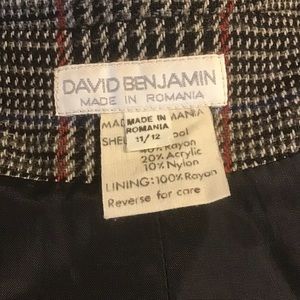 DAVID BENJAMIN
MADE IN ROMANIA
MADE IN
ROMANIA
11/12
40% Rayon
20% Acrylic
10% Nylon
LINING: 100% Rayon
Reverse for care